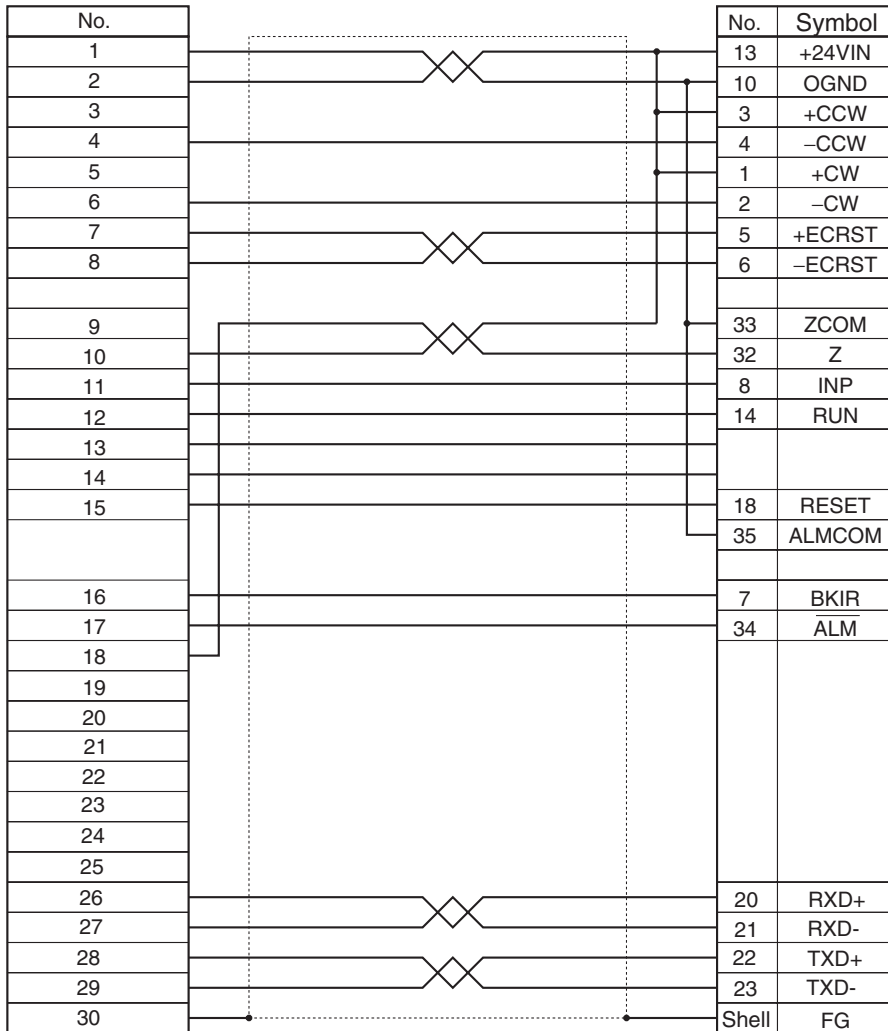 No. No. Symbol
1 13 +24VIN
2 10 OGND
3 3 +CCW
4 4 −CCW
5 1 +CW
6 2 −CW
7 5 +ECRST
8 6 −ECRST
9 33 ZCOM
10 32 Z
11 8 INP
12 14 RUN
13
14
15 18 RESET
35 ALMCOM
16 7 BKIR
17 34 A̅L̅M̅
18
19
20
21
22
23
24
25
26 20 RXD+
27 21 RXD-
28 22 TXD+
29 23 TXD-
30 Shell FG